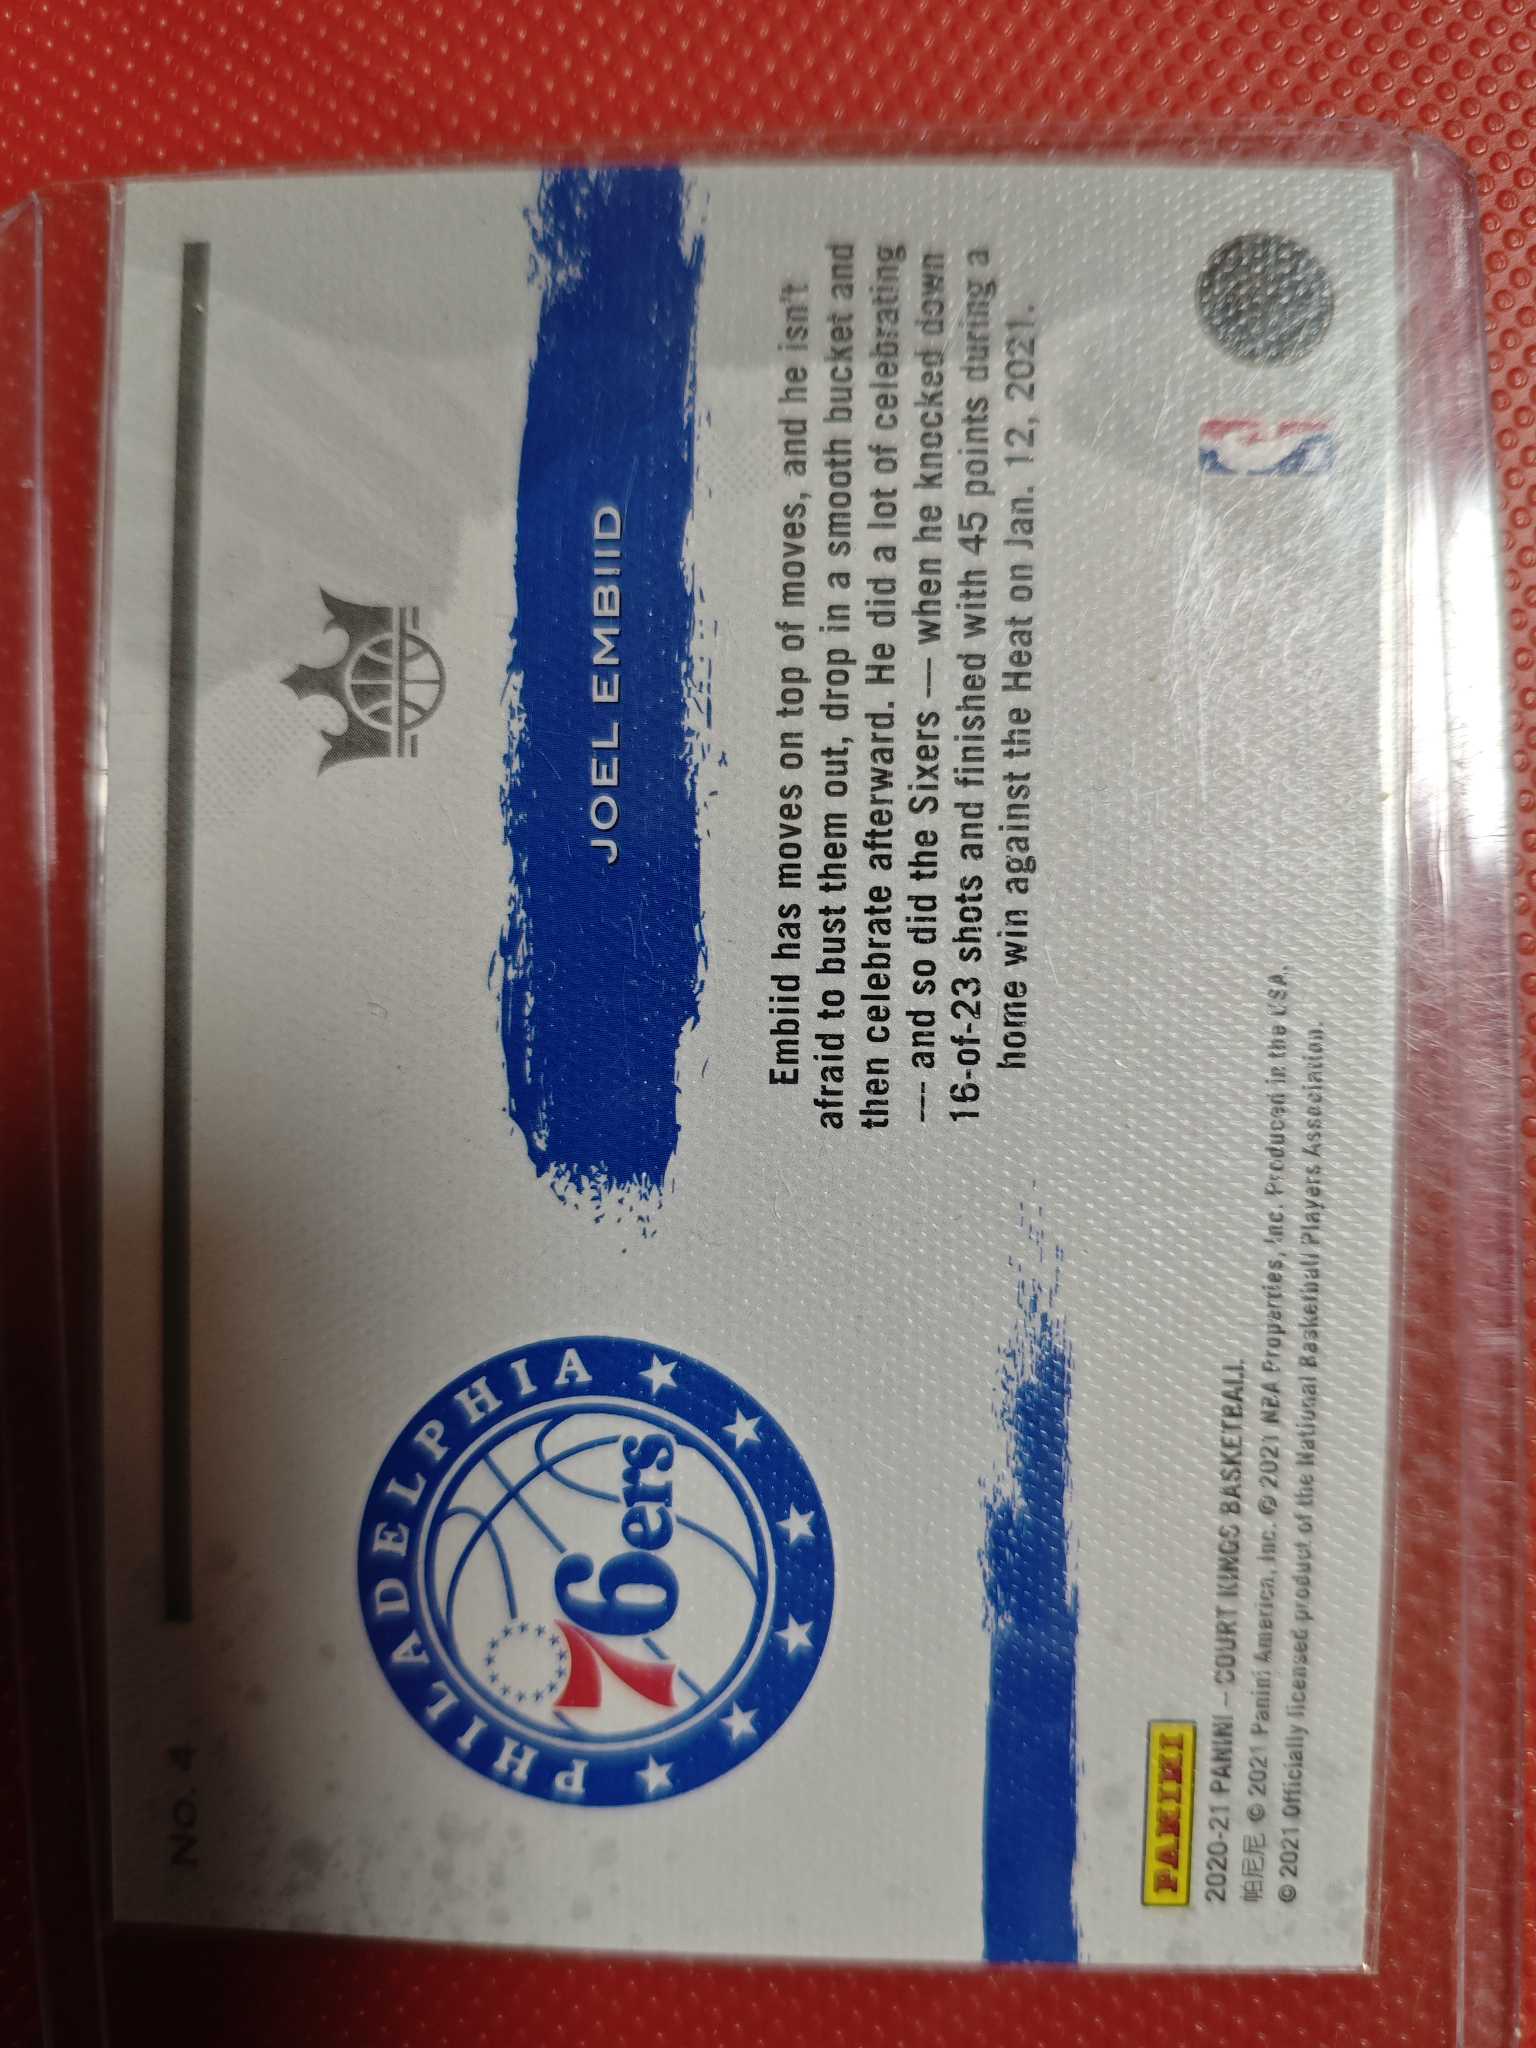 No. 4
PHILADELPHIA
76ers
JOEL EMBIID
Embiid has moves on top of moves, and he isn't
afraid to bust them out, drop in a smooth bucket and
then celebrate afterward. He did a lot of celebrating
— and so did the Sixers — when he knocked down
16-of-23 shots and finished with 45 points during a
home win against the Heat on Jan. 12, 2021.
PANINI
2020-21 PANINI – COURT KINGS BASKETBALL
帕尼尼 © 2021 Panini America, Inc. © 2021 NBA Properties, Inc. Produced in the USA.
© 2021 Officially licensed product of the National Basketball Players Association.